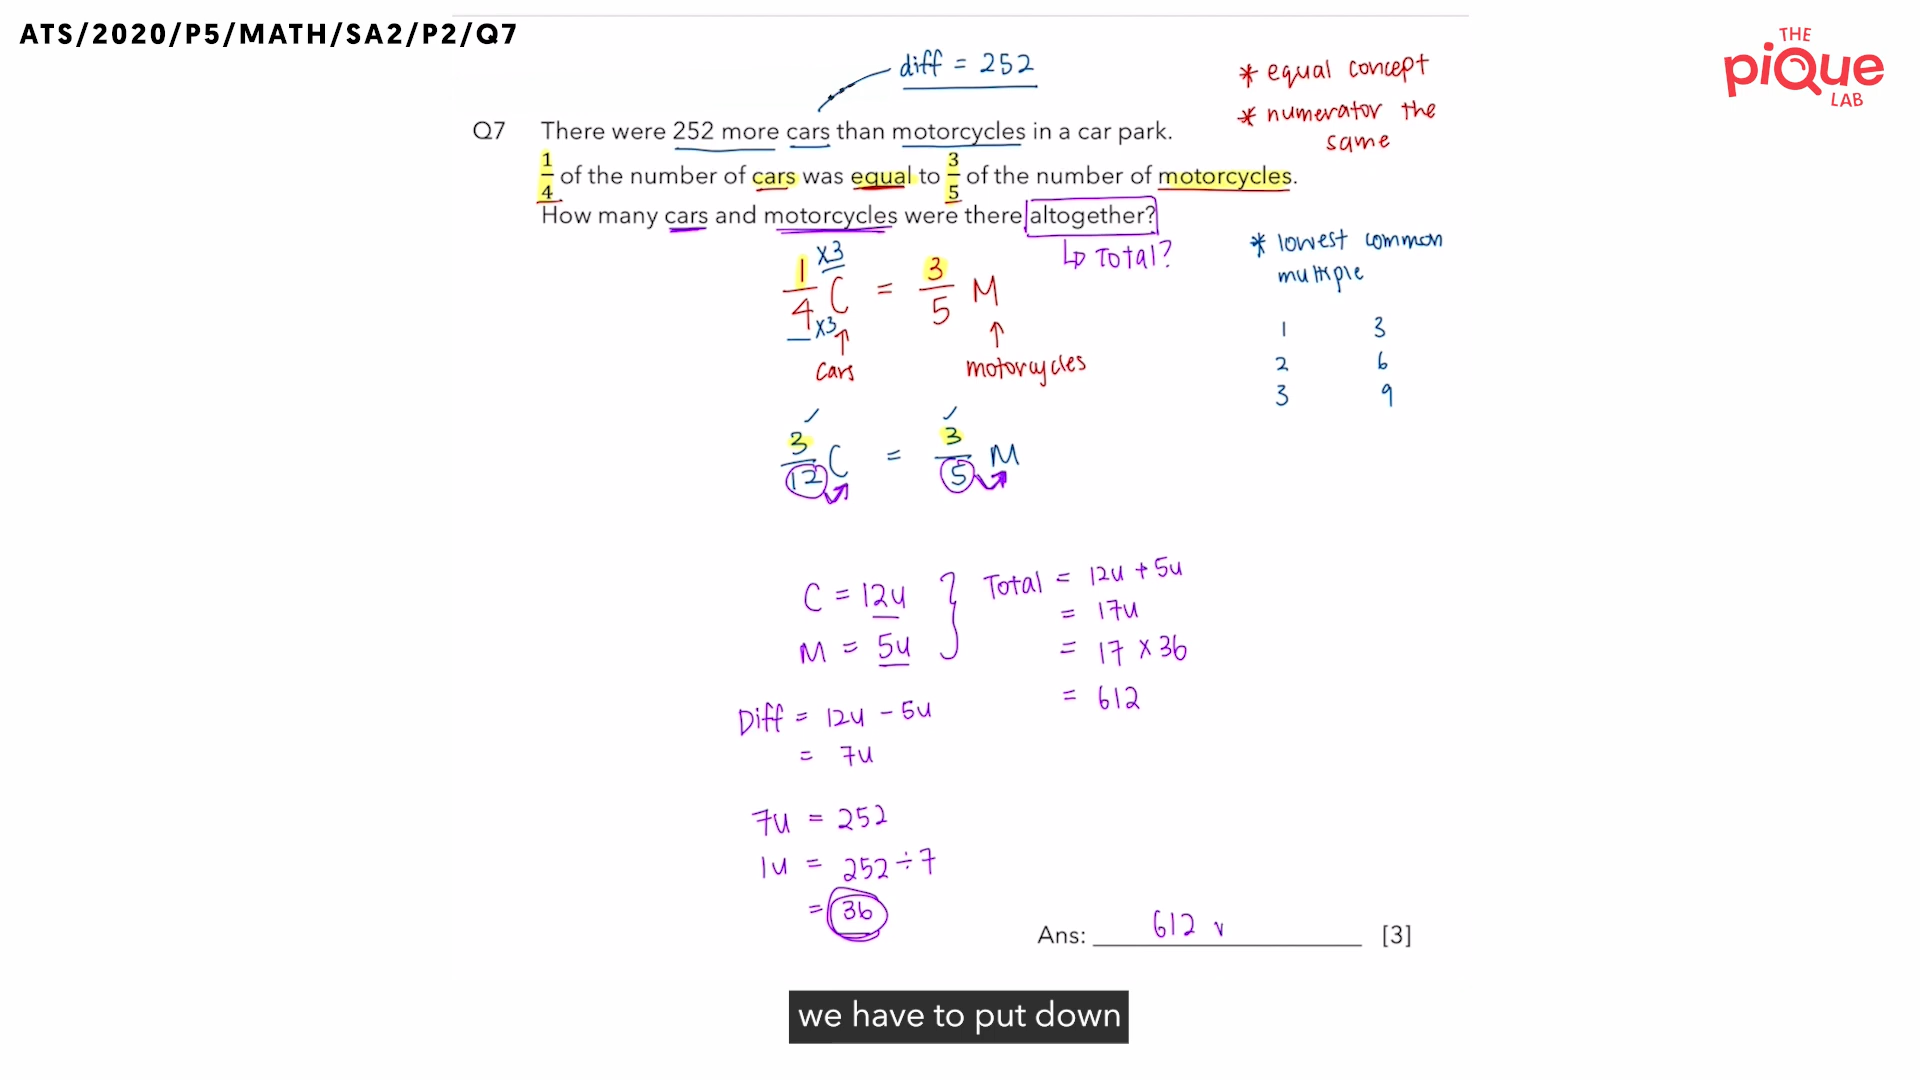 ATS/2020/P5/MATH/SA2/P2/Q7
THE
piQue
LAB
diff = 252
* equal concept
* numerator the
same
Q7 There were 252 more cars than motorcycles in a car park.
1/4 of the number of cars was equal to 3/5 of the number of motorcycles.
How many cars and motorcycles were there altogether?
↳ Total?
* lowest common
multiple
1 3
2 6
3 9
x3
1/4 C = 3/5 M
x3
cars motorcycles
3/12 C = 3/5 M
C = 12u
M = 5u
Total = 12u + 5u
= 17u
= 17 x 36
= 612
Diff = 12u - 5u
= 7u
7u = 252
1u = 252 ÷ 7
= 36
Ans: 612 [3]
we have to put down